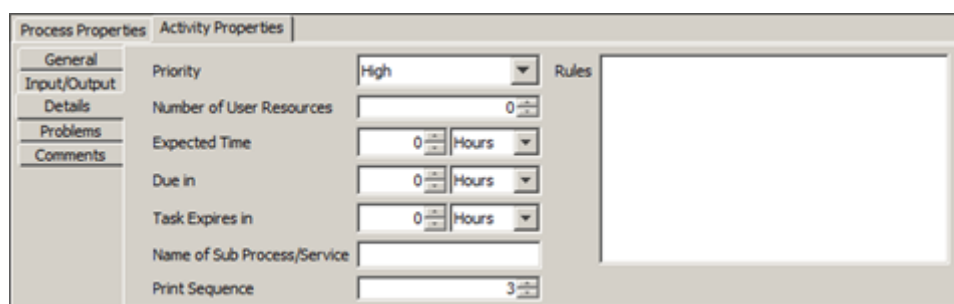 Process Properties Activity Properties
General
Input/Output
Details
Problems
Comments
Priority High Rules
Number of User Resources 0
Expected Time 0 Hours
Due in 0 Hours
Task Expires in 0 Hours
Name of Sub Process/Service
Print Sequence 3